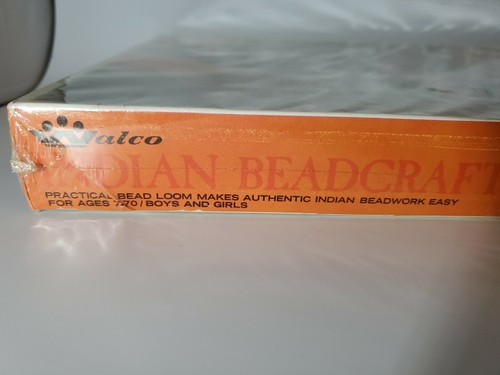 Walco
INDIAN BEADCRAFT
PRACTICAL BEAD LOOM MAKES AUTHENTIC INDIAN BEADWORK EASY
FOR AGES 7-70/BOYS AND GIRLS